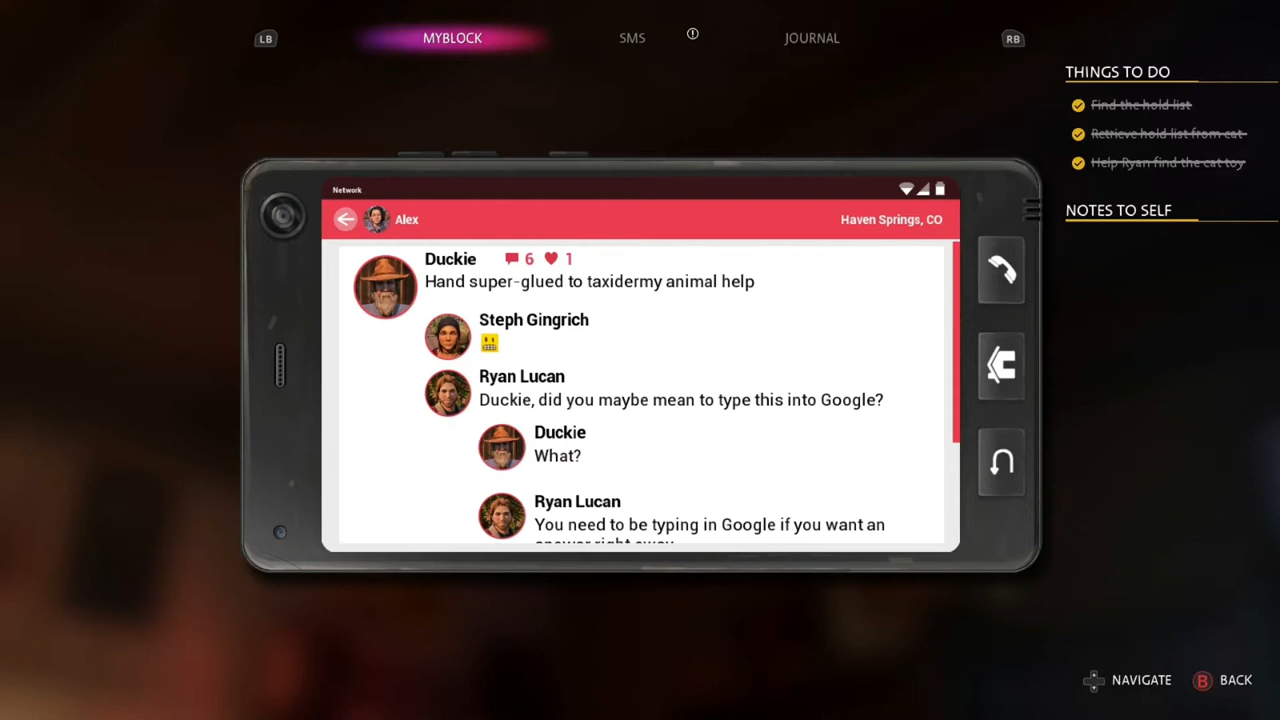 LB
MYBLOCK
SMS
JOURNAL
RB
THINGS TO DO
Find the hold list
Retrieve hold list from cat
Help Ryan find the cat toy
NOTES TO SELF
Network
Alex
Haven Springs, CO
Duckie 6 1
Hand super-glued to taxidermy animal help
Steph Gingrich
Ryan Lucan
Duckie, did you maybe mean to type this into Google?
Duckie
What?
Ryan Lucan
You need to be typing in Google if you want an
answer right away
NAVIGATE
B BACK